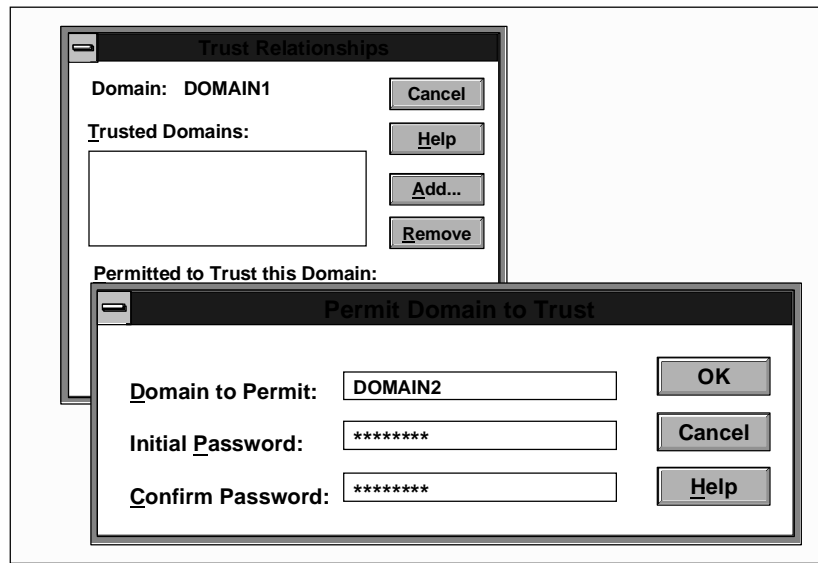 Trust Relationships
Domain: DOMAIN1
Cancel
Trusted Domains:
Help
Add...
Remove
Permitted to Trust this Domain:
Permit Domain to Trust
Domain to Permit: DOMAIN2
OK
Initial Password: ********
Cancel
Confirm Password: ********
Help